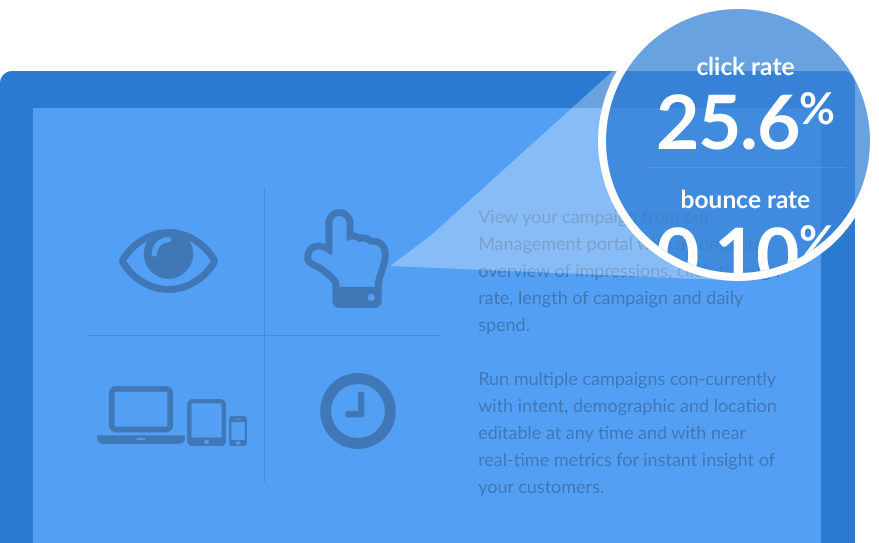 click rate
25.6%
bounce rate
0.10%
View your campaign from our
Management portal
overview of impressions,
rate, length of campaign and daily
spend.
Run multiple campaigns con-currently
with intent, demographic and location
editable at any time and with near
real-time metrics for instant insight of
your customers.